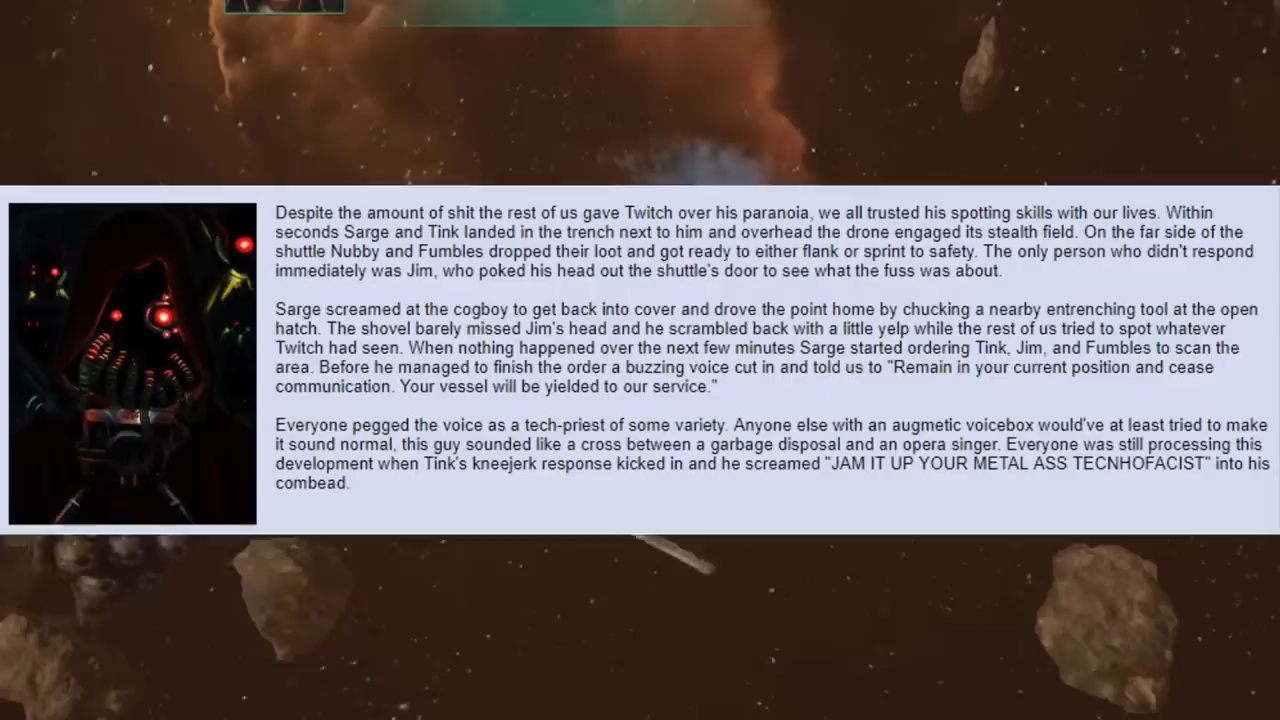 Despite the amount of shit the rest of us gave Twitch over his paranoia, we all trusted his spotting skills with our lives. Within
seconds Sarge and Tink landed in the trench next to him and overhead the drone engaged its stealth field. On the far side of the
shuttle Nubby and Fumbles dropped their loot and got ready to either flank or sprint to safety. The only person who didn't respond
immediately was Jim, who poked his head out the shuttle's door to see what the fuss was about.
Sarge screamed at the cogboy to get back into cover and drove the point home by chucking a nearby entrenching tool at the open
hatch. The shovel barely missed Jim's head and he scrambled back with a little yelp while the rest of us tried to spot whatever
Twitch had seen. When nothing happened over the next few minutes Sarge started ordering Tink, Jim, and Fumbles to scan the
area. Before he managed to finish the order a buzzing voice cut in and told us to "Remain in your current position and cease
communication. Your vessel will be yielded to our service."
Everyone pegged the voice as a tech-priest of some variety. Anyone else with an augmetic voicebox would've at least tried to make
it sound normal, this guy sounded like a cross between a garbage disposal and an opera singer. Everyone was still processing this
development when Tink's kneejerk response kicked in and he screamed "JAM IT UP YOUR METAL ASS TECNHOFACIST" into his
combead.